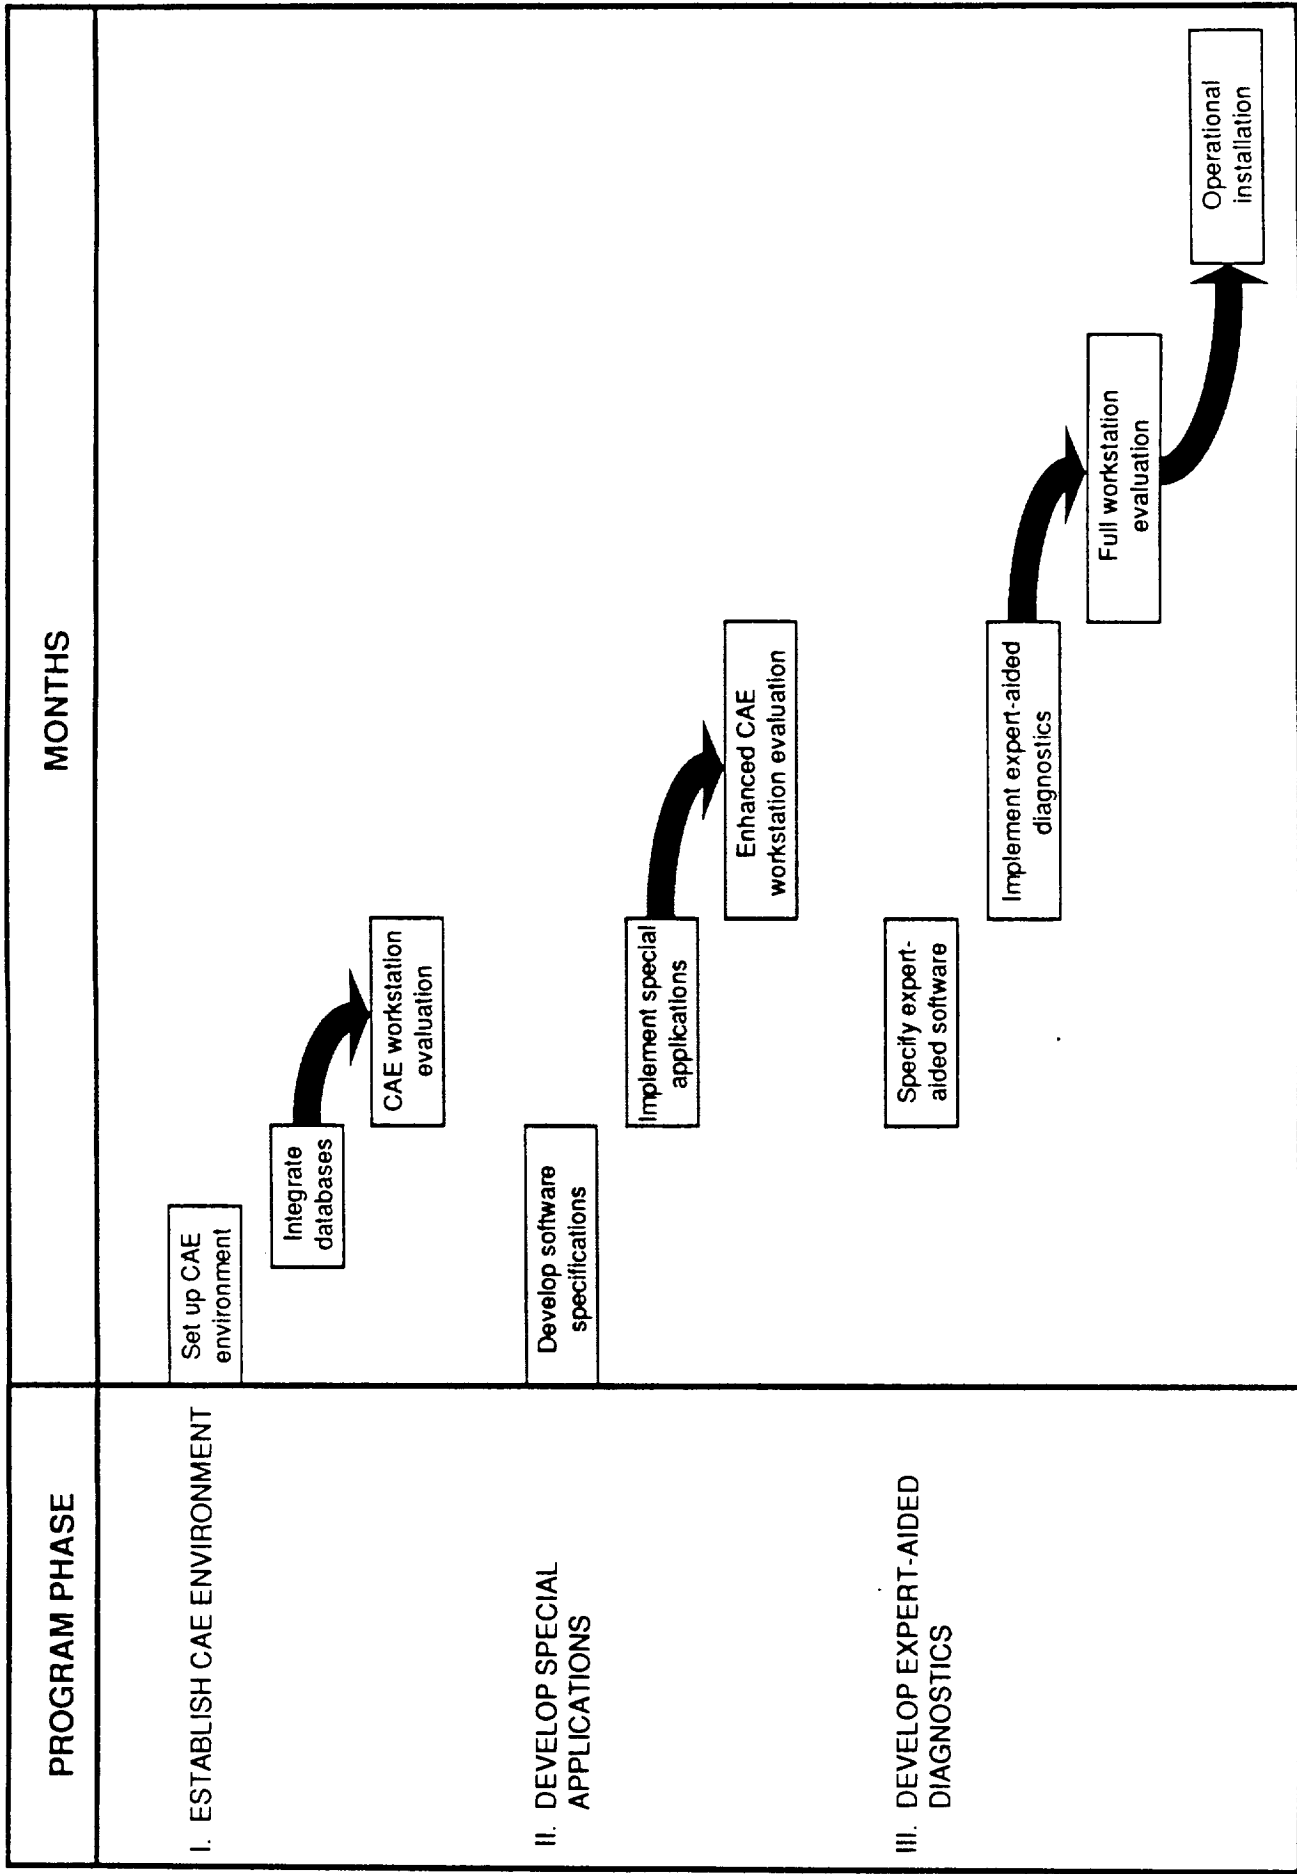 PROGRAM PHASE
MONTHS
I. ESTABLISH CAE ENVIRONMENT
Set up CAE
environment
Integrate
databases
CAE workstation
evaluation
II. DEVELOP SPECIAL
APPLICATIONS
Develop software
specifications
Implement special
applications
Enhanced CAE
workstation evaluation
III. DEVELOP EXPERT-AIDED
DIAGNOSTICS
Specify expert-
aided software
Implement expert-aided
diagnostics
Full workstation
evaluation
Operational
installation